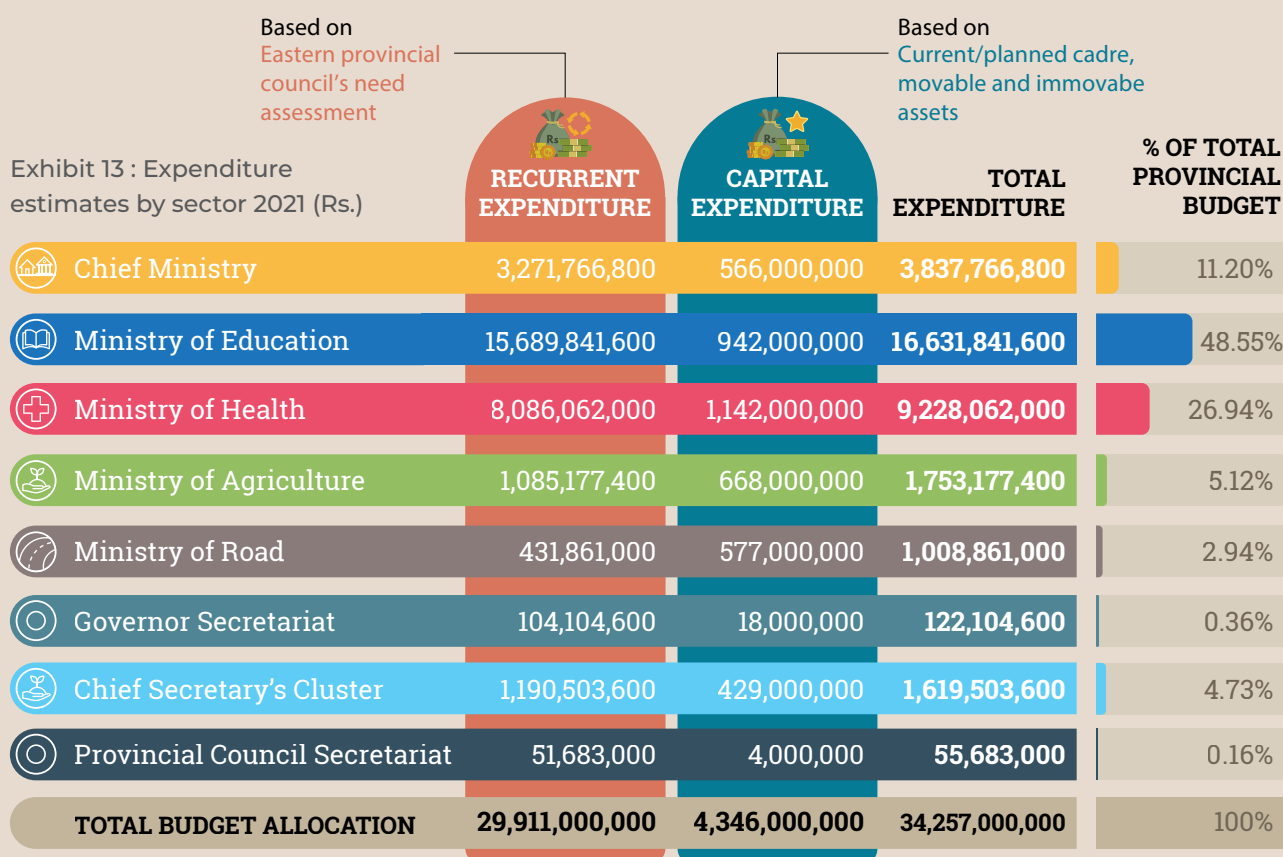 Based on
Eastern provincial
council's need
assessment
Based on
Current/planned cadre,
movable and immovabe
assets
Exhibit 13 : Expenditure
estimates by sector 2021 (Rs.)
Rs
RECURRENT
EXPENDITURE
Rs
CAPITAL
EXPENDITURE
TOTAL
EXPENDITURE
% OF TOTAL
PROVINCIAL
BUDGET
Chief Ministry 3,271,766,800 566,000,000 3,837,766,800 11.20%
Ministry of Education 15,689,841,600 942,000,000 16,631,841,600 48.55%
Ministry of Health 8,086,062,000 1,142,000,000 9,228,062,000 26.94%
Ministry of Agriculture 1,085,177,400 668,000,000 1,753,177,400 5.12%
Ministry of Road 431,861,000 577,000,000 1,008,861,000 2.94%
Governor Secretariat 104,104,600 18,000,000 122,104,600 0.36%
Chief Secretary's Cluster 1,190,503,600 429,000,000 1,619,503,600 4.73%
Provincial Council Secretariat 51,683,000 4,000,000 55,683,000 0.16%
TOTAL BUDGET ALLOCATION 29,911,000,000 4,346,000,000 34,257,000,000 100%